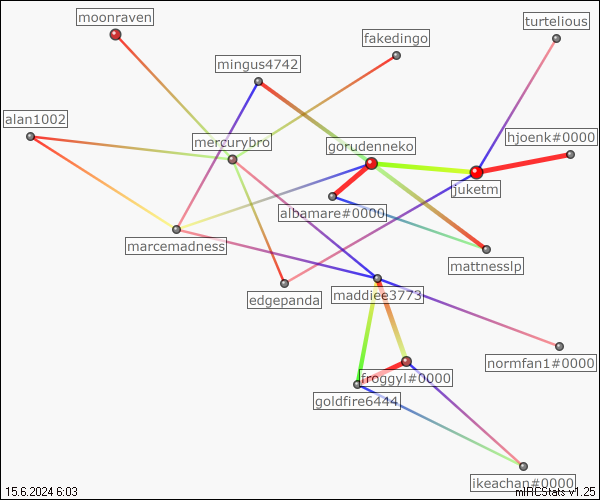 moonraven
turtelious
fakedingo
mingus4742
alan1002
hjoenk#0000
mercurybro
gorudenneko
juketm
albamare#0000
marcemadness
mattnesslp
edgepanda
maddiee3773
normfan1#0000
froggyl#0000
goldfire6444
ikeachan#0000
15.6.2024 6:03
mIRCStats v1.25